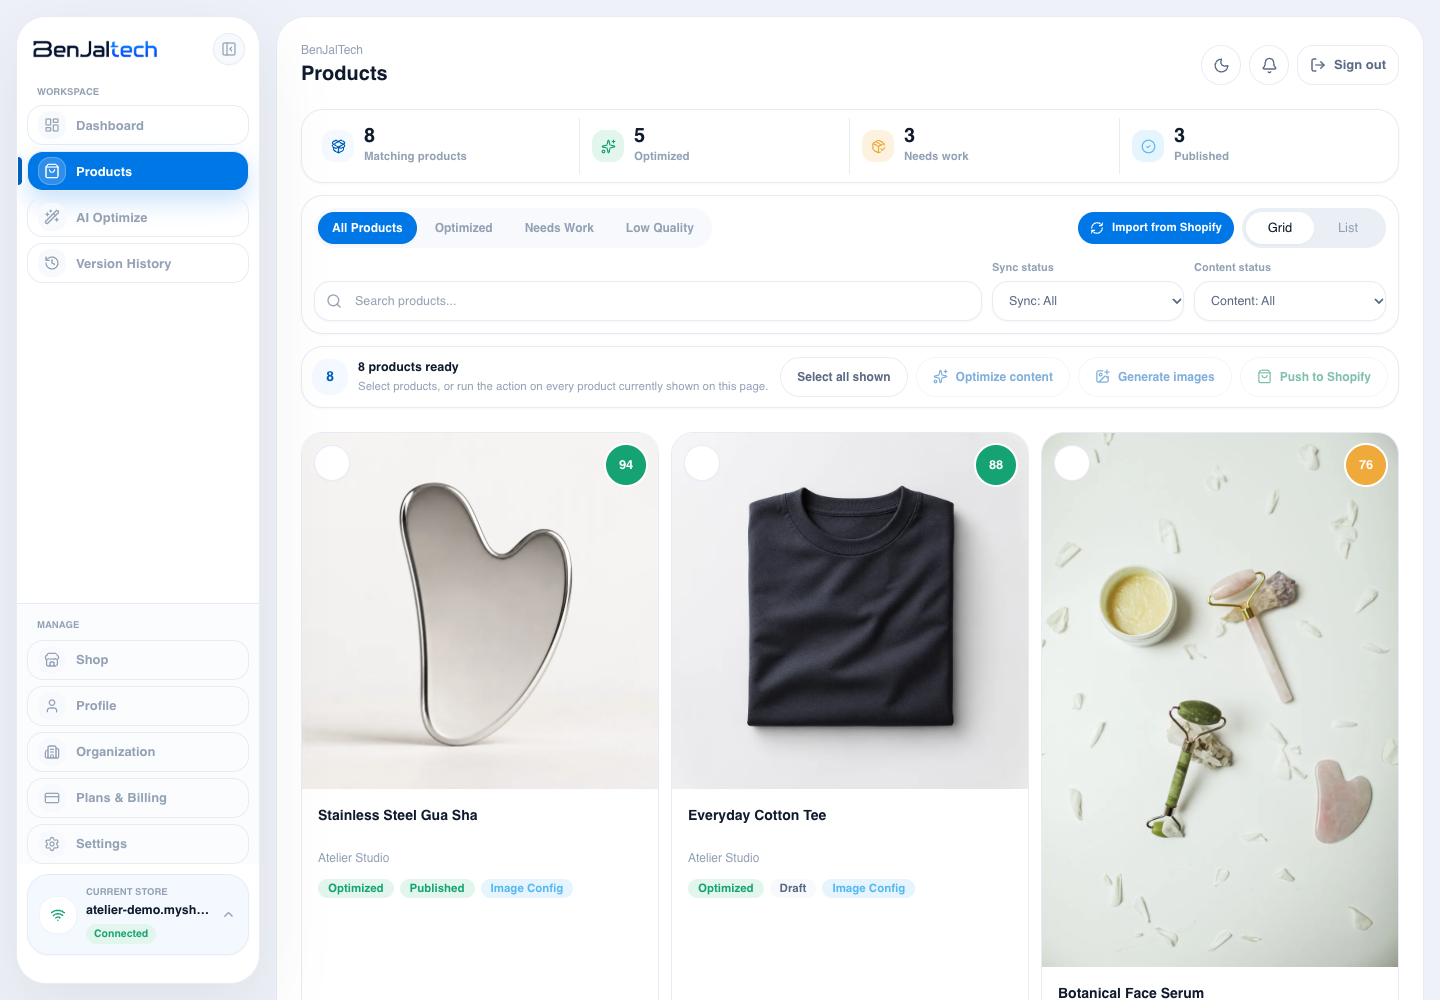 BenJaltech
WORKSPACE
Dashboard
Products
AI Optimize
Version History
MANAGE
Shop
Profile
Organization
Plans & Billing
Settings
CURRENT STORE
atelier-demo.mysh...
Connected
BenJalTech
Products
Sign out
8
Matching products
5
Optimized
3
Needs work
3
Published
All Products
Optimized
Needs Work
Low Quality
Import from Shopify
Grid
List
Sync status
Content status
Search products...
Sync: All
Content: All
8
8 products ready
Select products, or run the action on every product currently shown on this page.
Select all shown
Optimize content
Generate images
Push to Shopify
94
Stainless Steel Gua Sha
Atelier Studio
Optimized
Published
Image Config
88
Everyday Cotton Tee
Atelier Studio
Optimized
Draft
Image Config
76
Botanical Face Serum